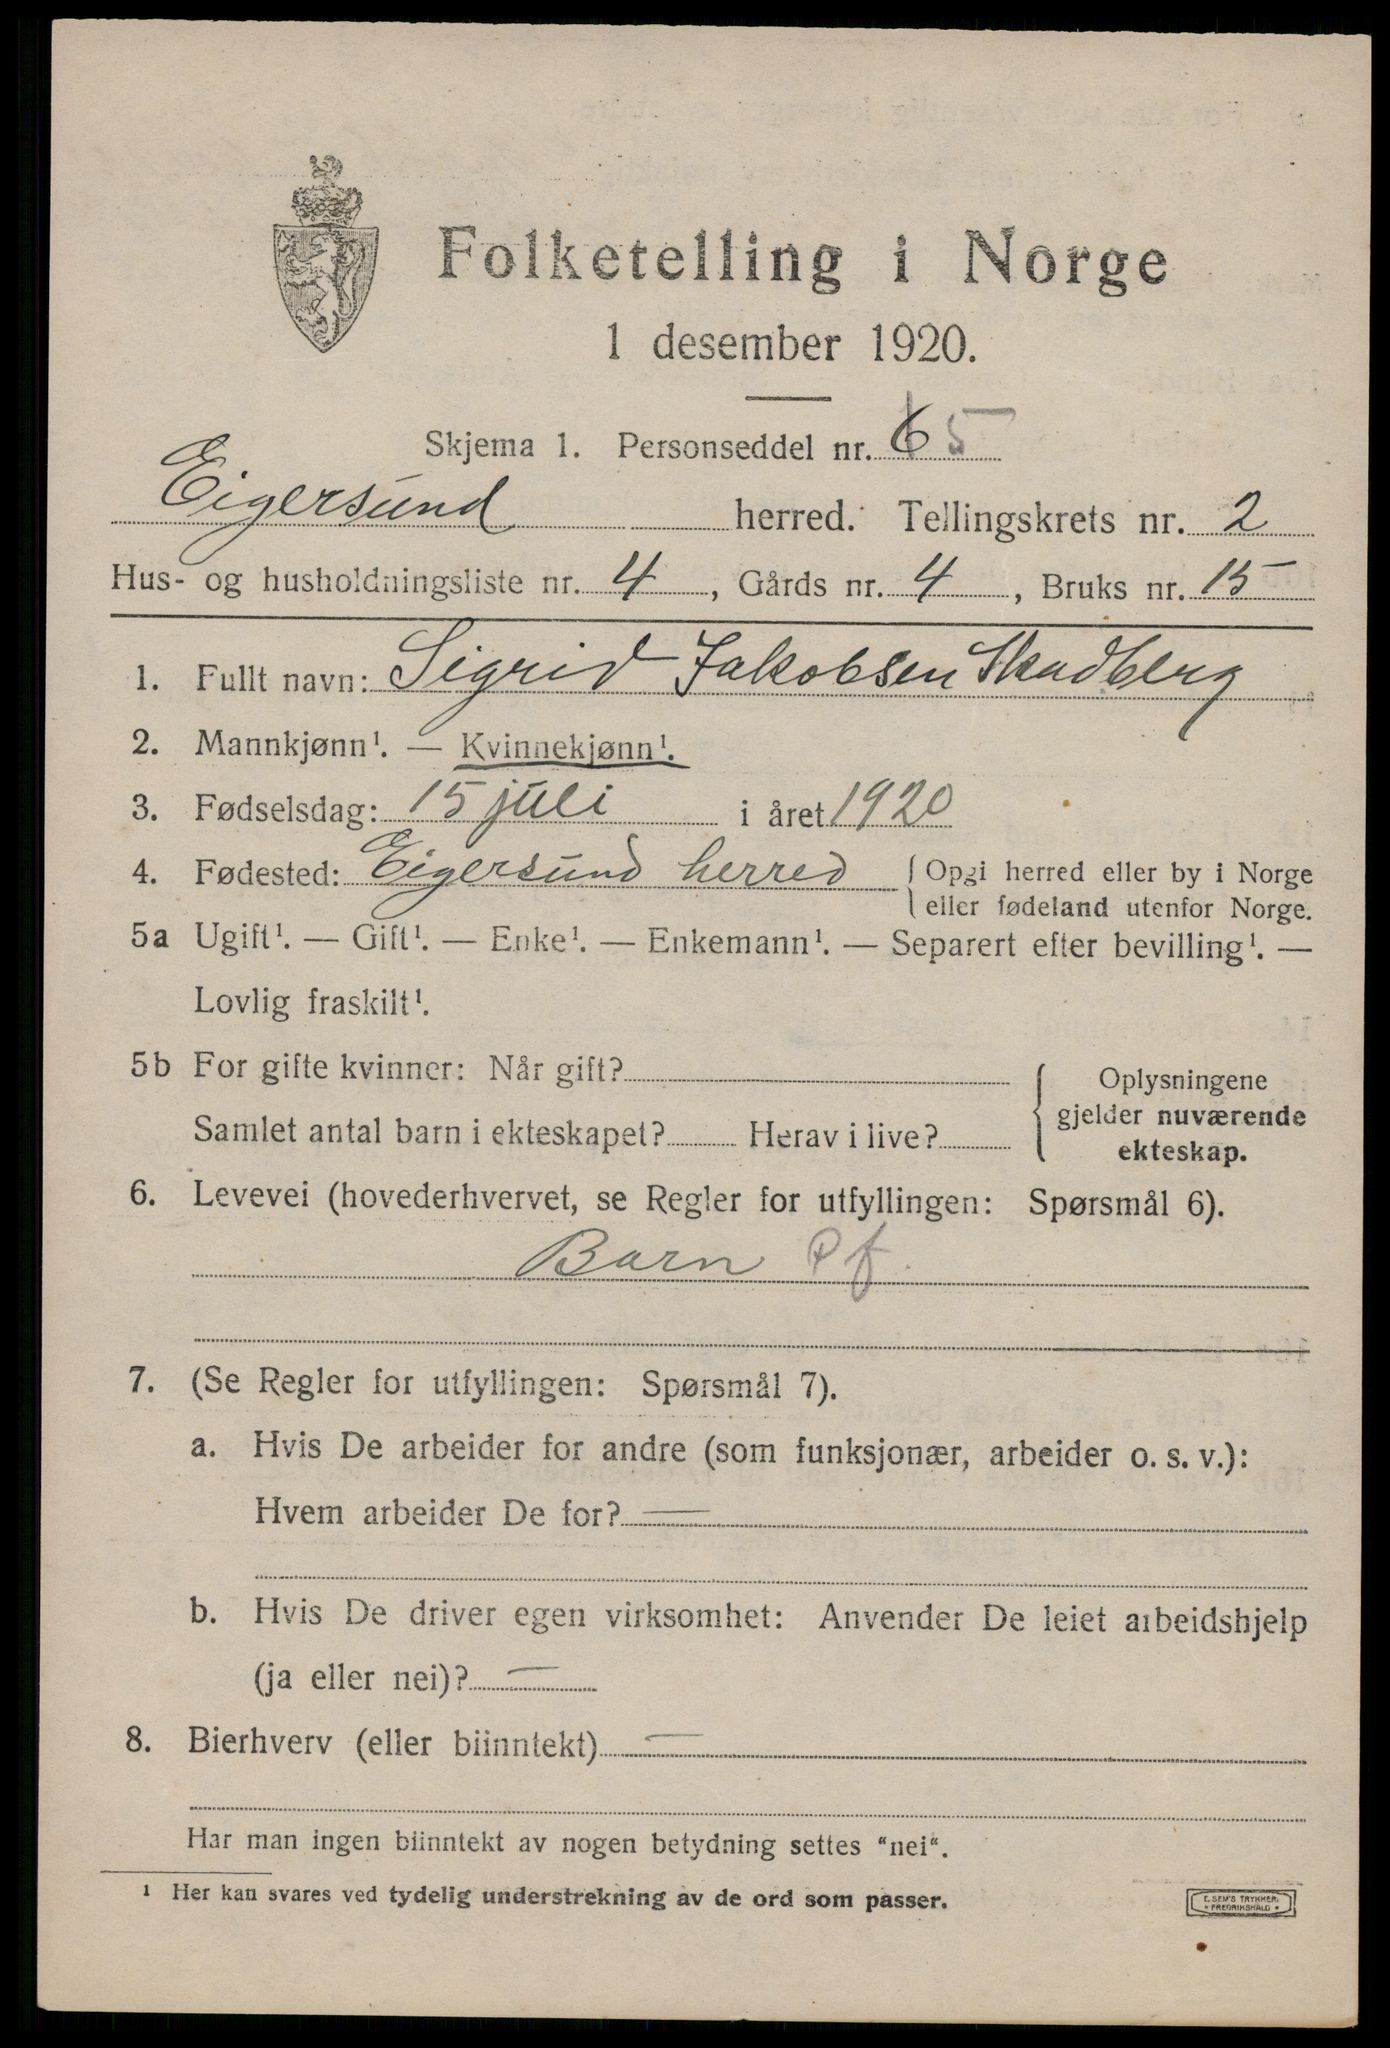 Folketelling i Norge
1 desember 1920.
Skjema 1. Personseddel nr. 6 5
Eigersund herred. Tellingskrets nr. 2
Hus- og husholdningsliste nr. 4, Gårds nr. 4, Bruks nr. 15
1. Fullt navn: Sigrid Jakobsen Skadberg
2. Mannkjønn¹. — Kvinnekjønn¹.
3. Fødselsdag: 15 juli i året 1920
4. Fødested: Eigersund herred { Opgi herred eller by i Norge
eller fødeland utenfor Norge.
5a Ugift¹. — Gift¹. — Enke¹. — Enkemann¹. — Separert efter bevilling¹. —
Lovlig fraskilt¹.
5b For gifte kvinner: Når gift?
Samlet antal barn i ekteskapet? Herav i live?
{ Oplysningene
gjelder nuværende
ekteskap.
6. Levevei (hovederhvervet, se Regler for utfyllingen: Spørsmål 6).
Barn Pf.
7. (Se Regler for utfyllingen: Spørsmål 7).
a. Hvis De arbeider for andre (som funksjonær, arbeider o. s. v.):
Hvem arbeider De for? —
b. Hvis De driver egen virksomhet: Anvender De leiet arbeidshjelp
(ja eller nei)? —
8. Bierhverv (eller biinntekt) —
Har man ingen biinntekt av nogen betydning settes "nei".
¹ Her kan svares ved tydelig understrekning av de ord som passer.
E. SEM'S TRYKKERI
* FREDRIKSHALD *